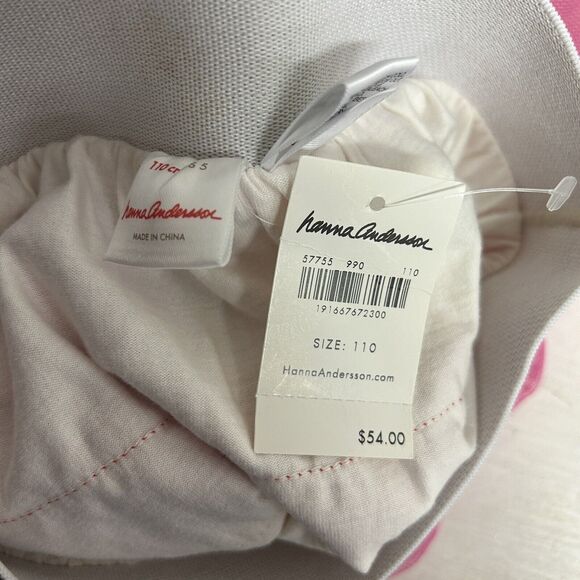 110 cm US 5
hanna Andersson
MADE IN CHINA
hanna Andersson
57755 990 110
191667672300
SIZE: 110
HannaAndersson.com
$54.00